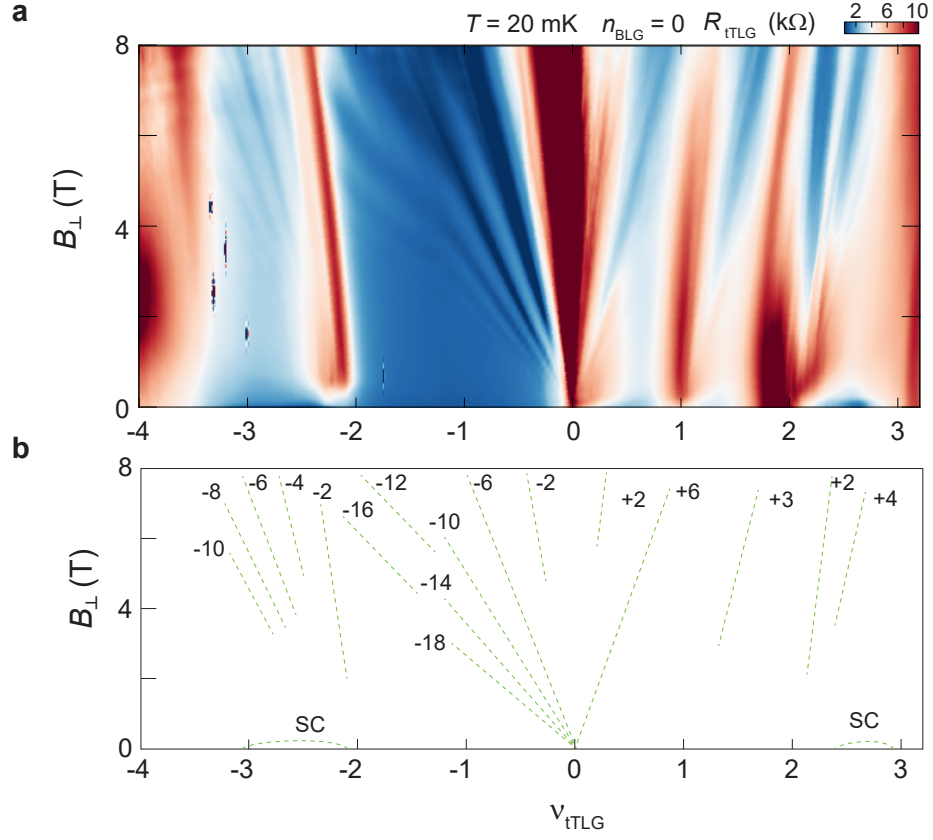 a
T = 20 mK n_BLG = 0 R_tTLG (kΩ)
2 6 10
8
4
0
B⊥ (T)
-4 -3 -2 -1 0 1 2 3
b
8
4
0
B⊥ (T)
-10 -8 -6 -4 -2 -16 -12 -14 -18 -10 -6 -2 +2 +6 +3 +2 +4
SC SC
-4 -3 -2 -1 0 1 2 3
ν_tTLG